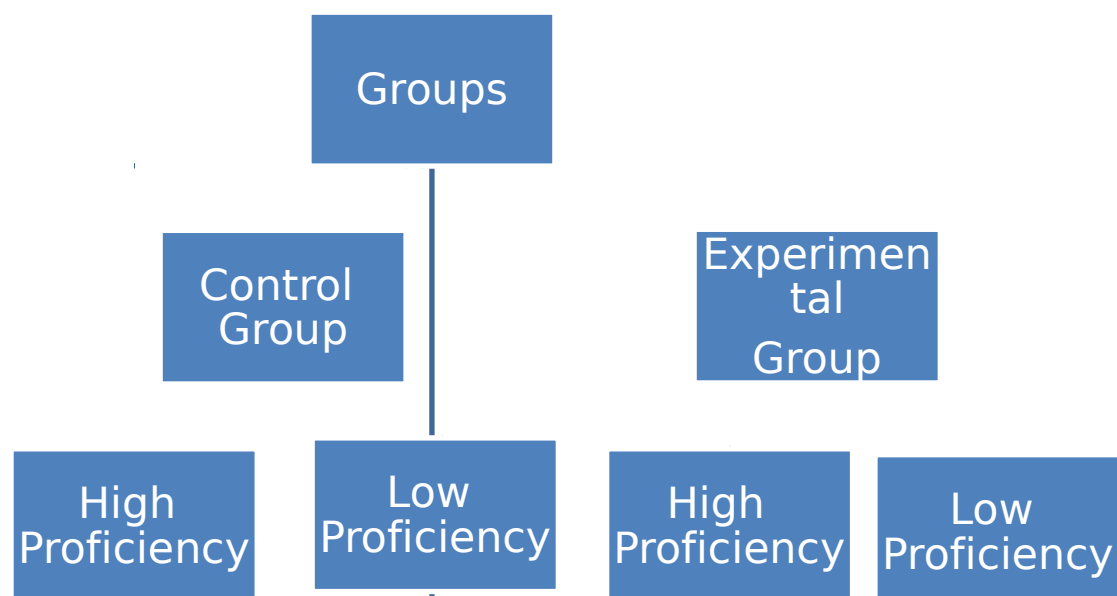 Groups
Control
Group
Experimen
tal
Group
High
Proficiency
Low
Proficiency
High
Proficiency
Low
Proficiency